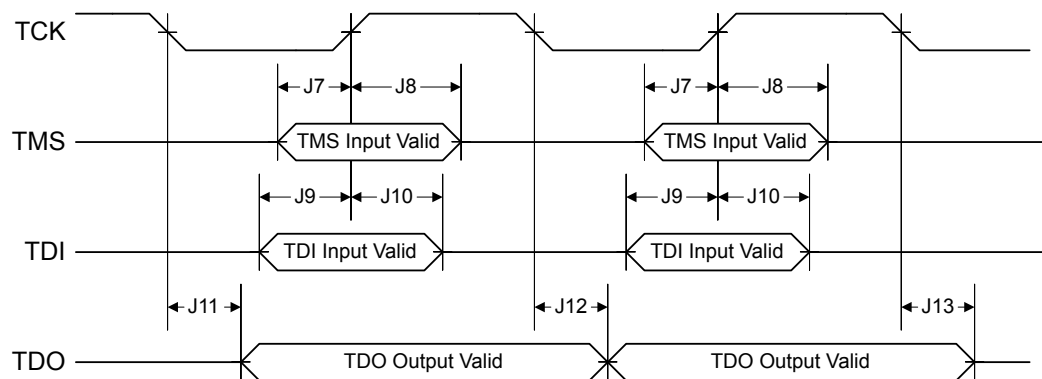 TCK
J7 J8 J7 J8
TMS TMS Input Valid TMS Input Valid
J9 J10 J9 J10
TDI TDI Input Valid TDI Input Valid
J11 J12 J13
TDO TDO Output Valid TDO Output Valid